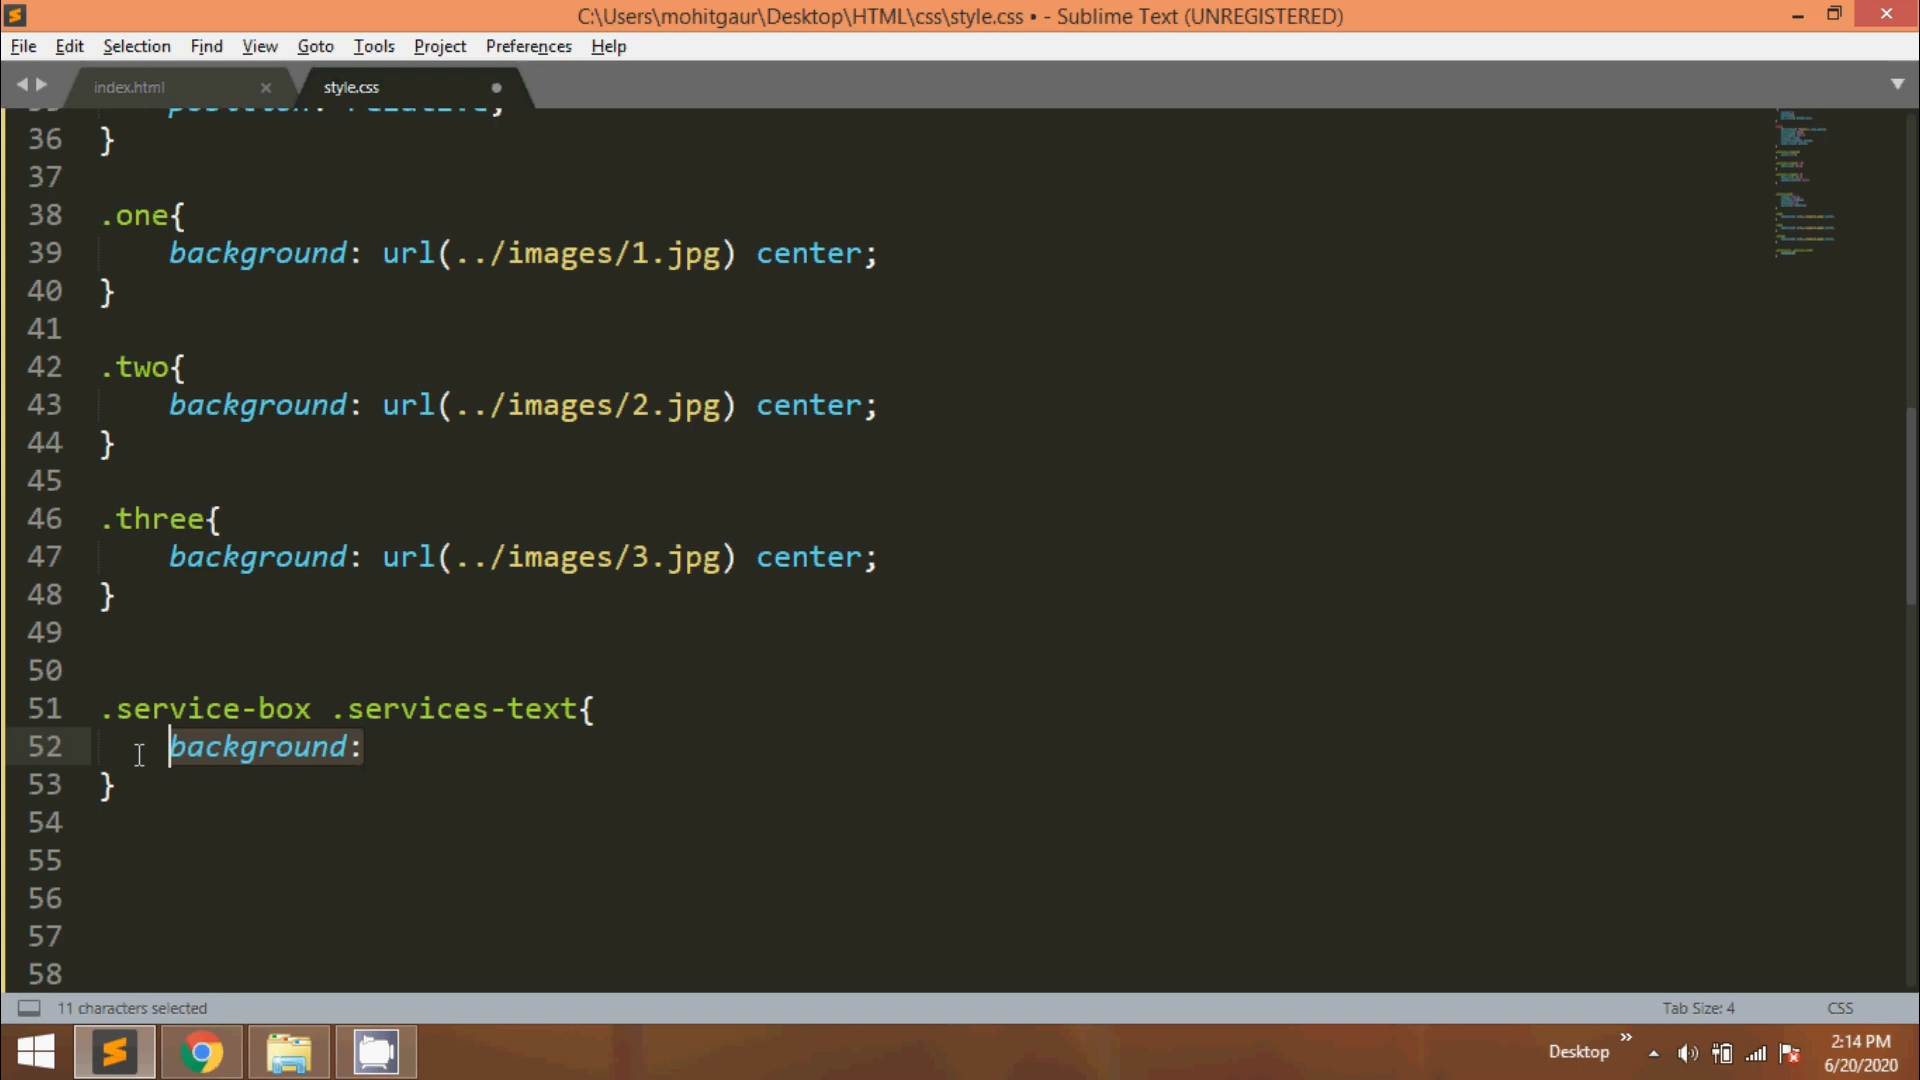 C:\Users\mohitgaur\Desktop\HTML\css\style.css • - Sublime Text (UNREGISTERED)
File Edit Selection Find View Goto Tools Project Preferences Help
index.html × style.css
35 position: relative;
36 }
37
38 .one{
39 background: url(../images/1.jpg) center;
40 }
41
42 .two{
43 background: url(../images/2.jpg) center;
44 }
45
46 .three{
47 background: url(../images/3.jpg) center;
48 }
49
50
51 .service-box .services-text{
52 background:
53 }
54
55
56
57
58
11 characters selected Tab Size: 4 CSS
Desktop » 2:14 PM
6/20/2020